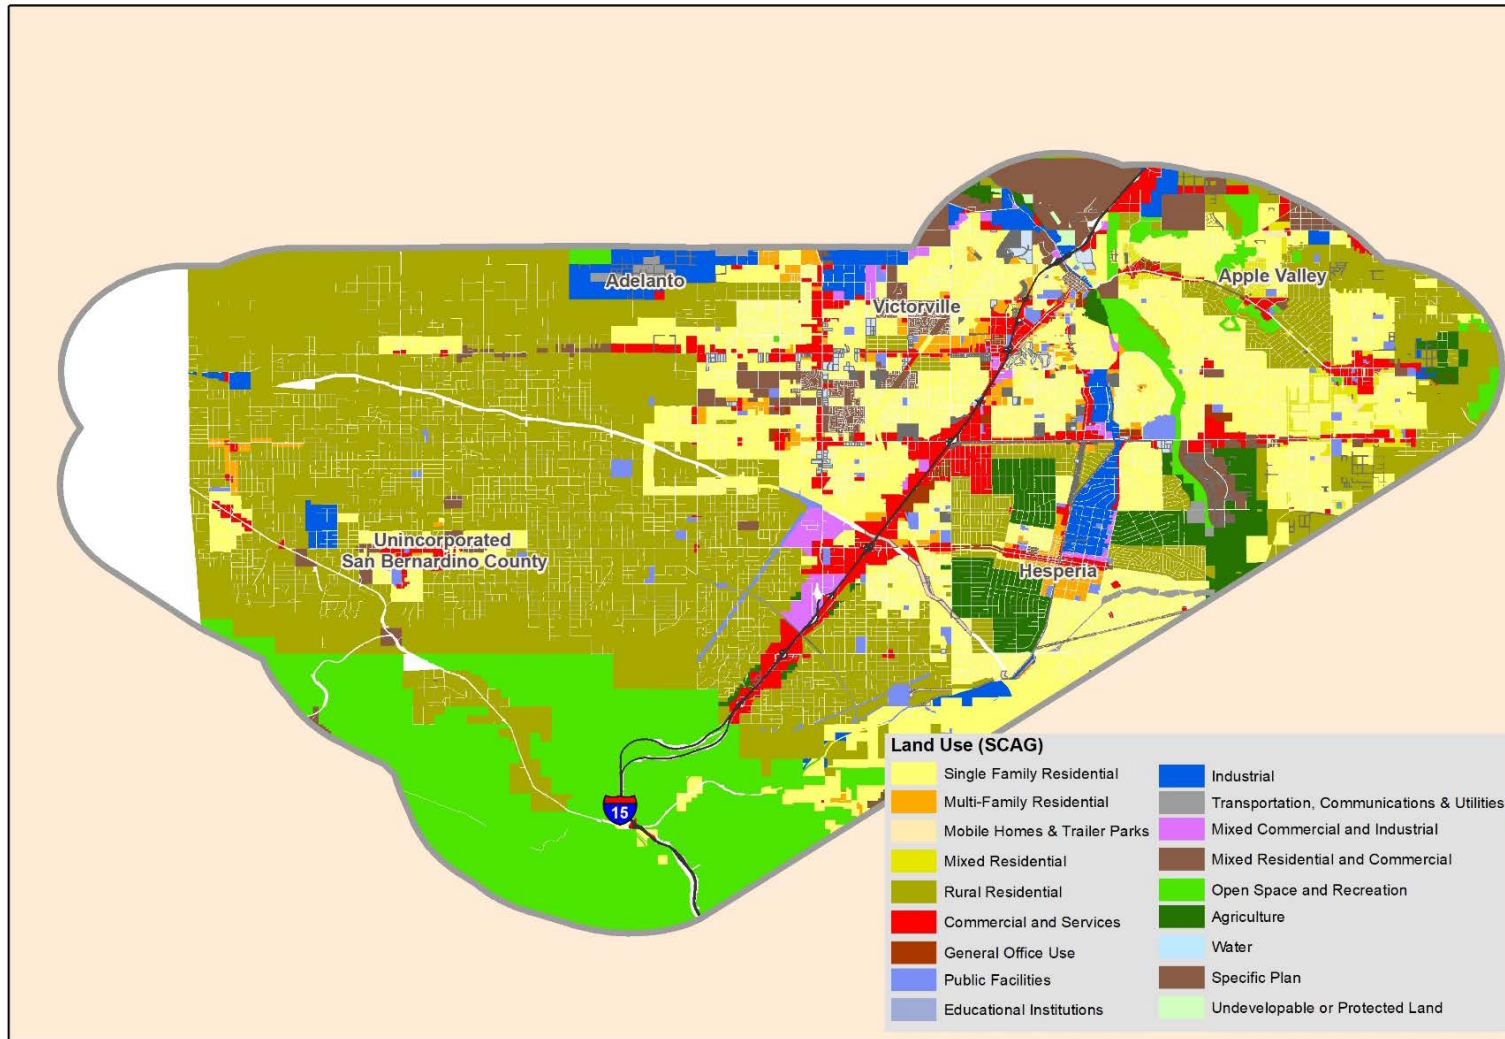 Adelanto
Victorville
Apple Valley
Unincorporated
San Bernardino County
Hesperia
15
Land Use (SCAG)
Single Family Residential
Multi-Family Residential
Mobile Homes & Trailer Parks
Mixed Residential
Rural Residential
Commercial and Services
General Office Use
Public Facilities
Educational Institutions
Industrial
Transportation, Communications & Utilities
Mixed Commercial and Industrial
Mixed Residential and Commercial
Open Space and Recreation
Agriculture
Water
Specific Plan
Undevelopable or Protected Land